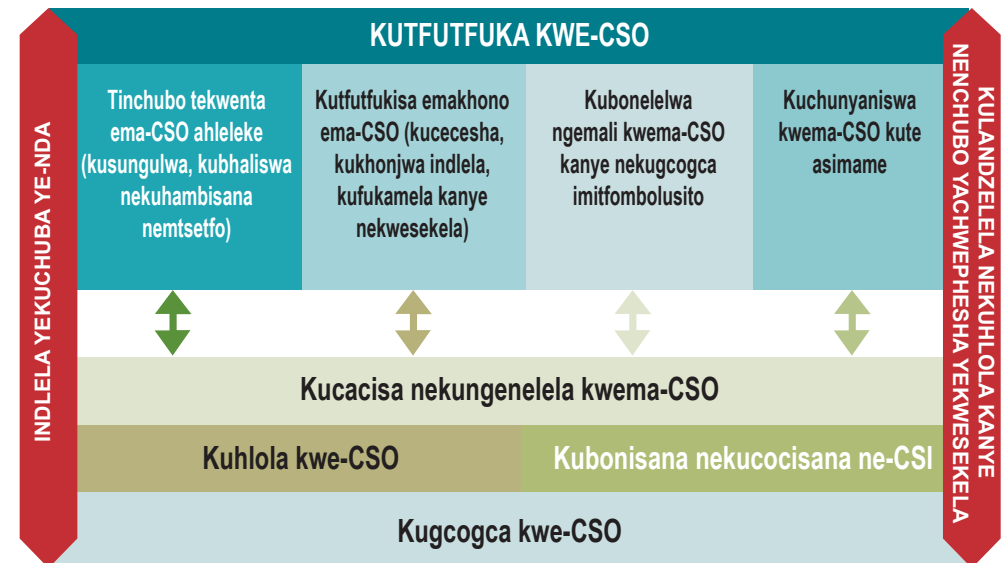 INDLELA YEKUCHUBA YE-NDA
KUTFUTFUKA KWE-CSO
Tinchubo tekwenta
ema-CSO ahleleke
(kusungulwa, kubhaliswa
nekuhambisana
nemtsetfo)
Kutfutfukisa emakhono
ema-CSO (kucecesha,
kukhonjwa indlela,
kufukamela kanye
nekwesekela)
Kubonelelwa
ngemali kwema-CSO
kanye nekugcogca
imitfombolusito
Kuchunyaniswa
kwema-CSO kute
asimame
Kucacisa nekungenelela kwema-CSO
Kuhlola kwe-CSO
Kubonisana nekucocisana ne-CSI
Kugcogca kwe-CSO
KULANDZELELA NEKUHLOLA KANYE
NENCHUBO YACHWEPHESHA YEKWESEKELA